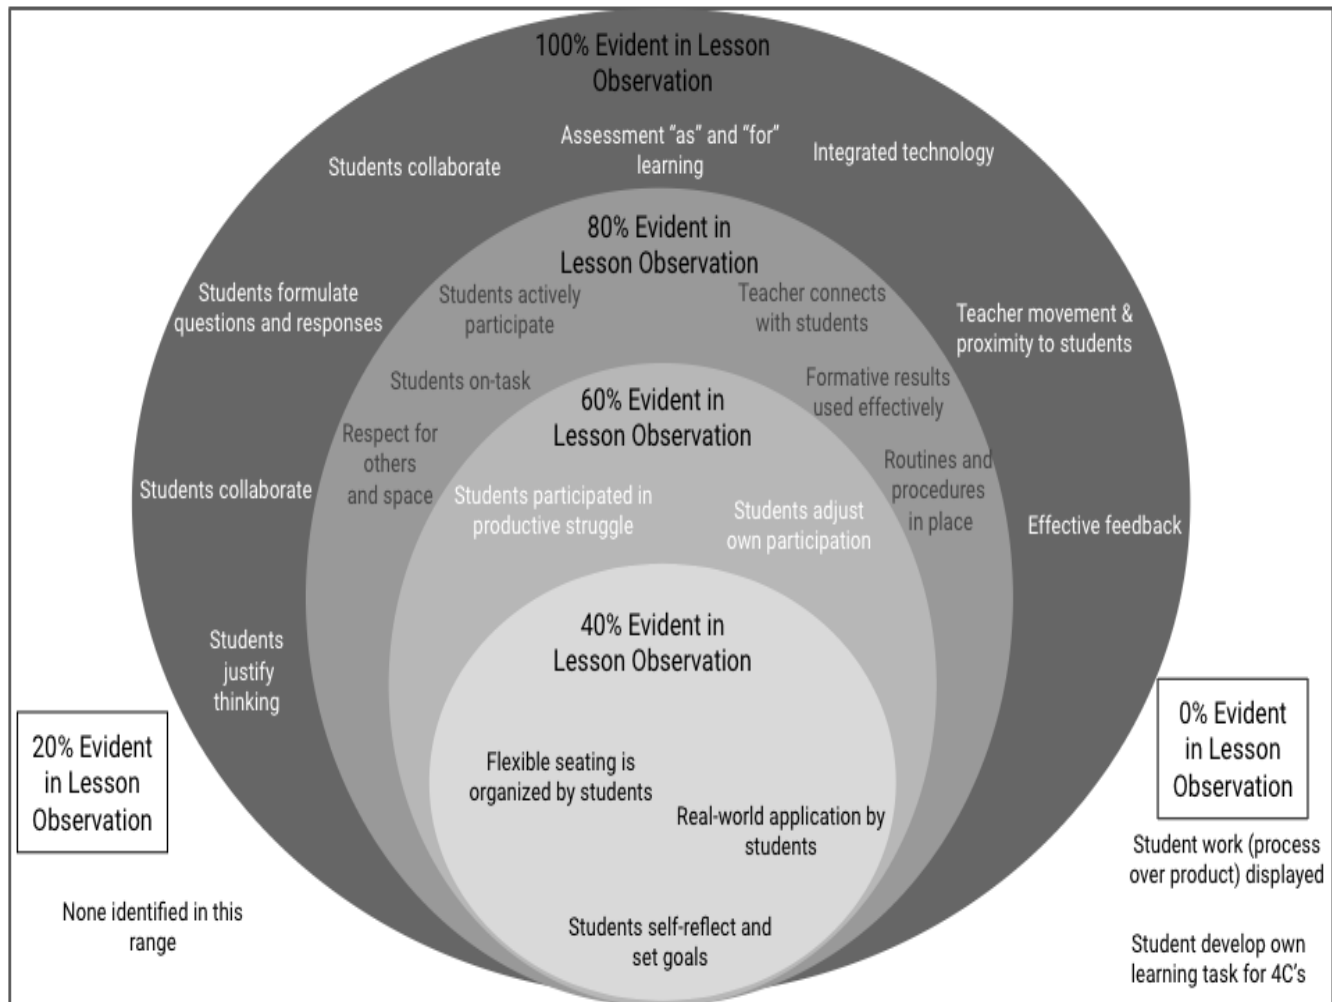 100% Evident in Lesson
Observation
Assessment “as” and “for”
learning
Students collaborate
Integrated technology
80% Evident in
Lesson Observation
Students formulate
questions and responses
Students actively
participate
Teacher connects
with students
Teacher movement &
proximity to students
Students on-task
Formative results
used effectively
60% Evident in
Lesson Observation
Respect for
others
and space
Routines and
procedures
in place
Students collaborate
Students participated in
productive struggle
Students adjust
own participation
Effective feedback
40% Evident in
Lesson Observation
Students
justify
thinking
20% Evident
in Lesson
Observation
0% Evident
in Lesson
Observation
Flexible seating is
organized by students
Real-world application by
students
Student work (process
over product) displayed
None identified in this
range
Students self-reflect and
set goals
Student develop own
learning task for 4C’s